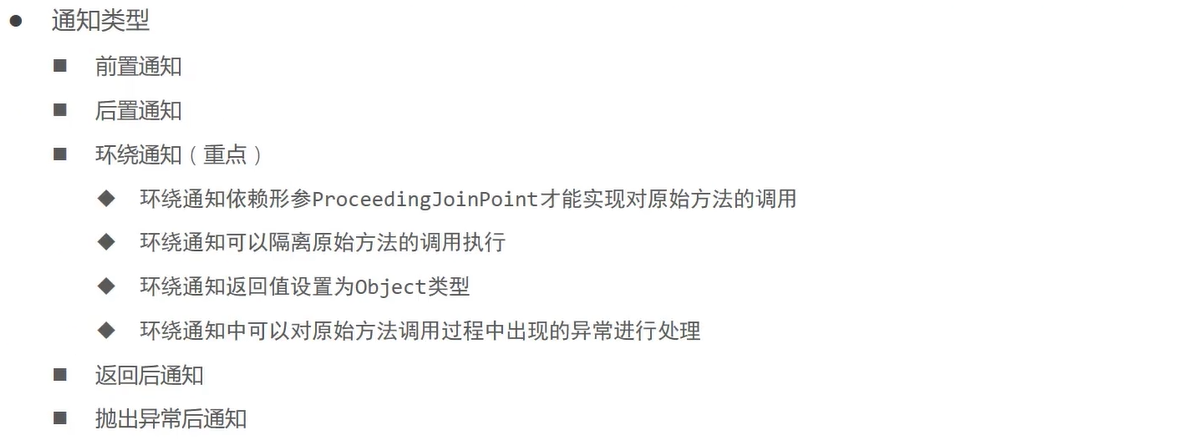 ● 通知类型
■ 前置通知
■ 后置通知
■ 环绕通知（重点）
◆ 环绕通知依赖形参ProceedingJoinPoint才能实现对原始方法的调用
◆ 环绕通知可以隔离原始方法的调用执行
◆ 环绕通知返回值设置为Object类型
◆ 环绕通知中可以对原始方法调用过程中出现的异常进行处理
■ 返回后通知
■ 抛出异常后通知